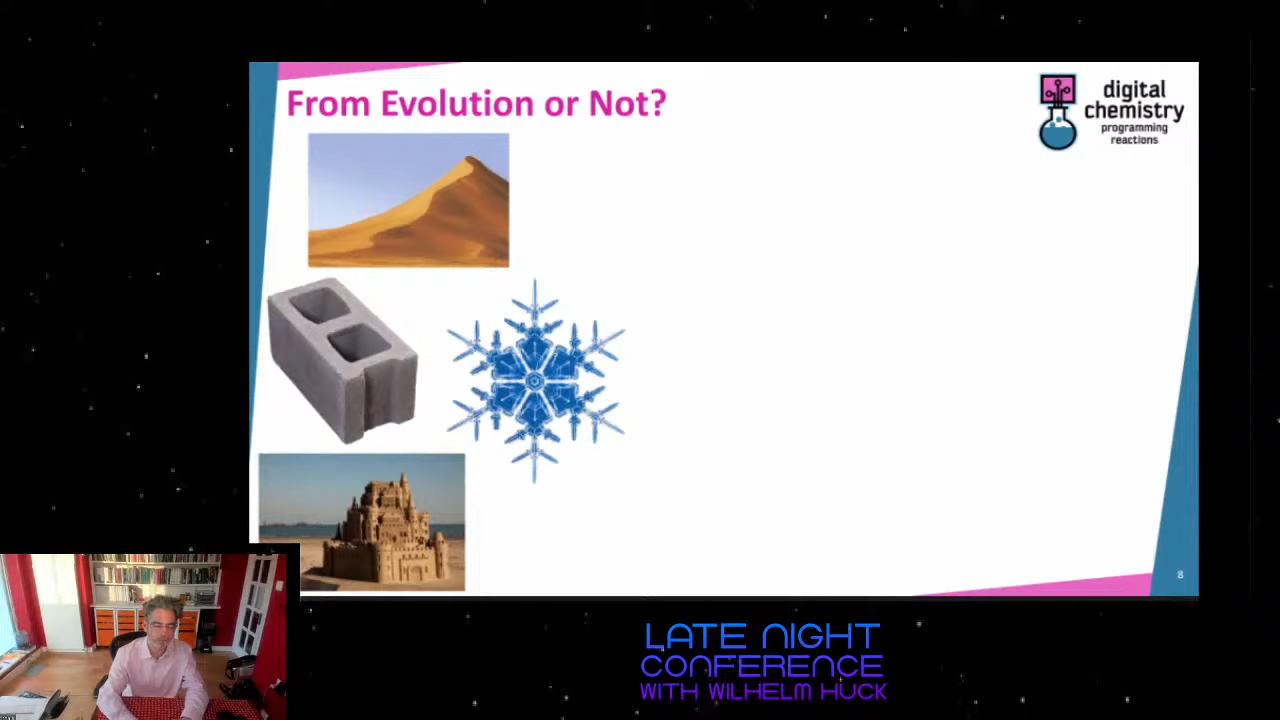 From Evolution or Not?
digital
chemistry
programming
reactions
8
LATE NIGHT
CONFERENCE
WITH WILHELM HUCK